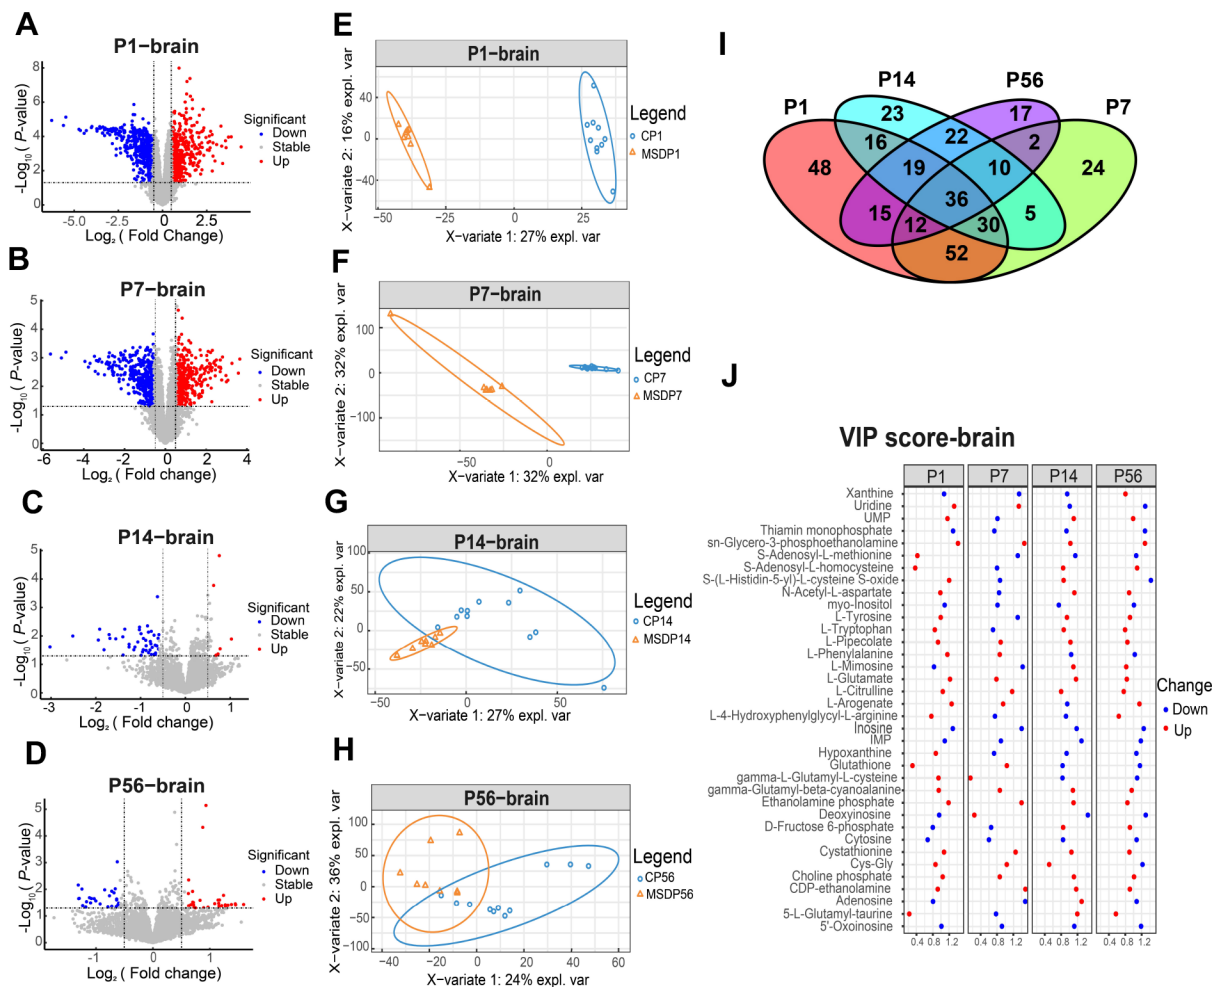 A
P1−brain
-Log₁₀ ( P-value)
8
6
4
2
0
-5.0
-2.5
0
2.5
Log₂ ( Fold Change)
Significant
Down
Stable
Up
B
P7−brain
-Log₁₀ ( P-value)
5
4
3
2
1
0
-6
-4
-2
0
2
4
Log₂ ( Fold change)
Significant
Down
Stable
Up
C
P14−brain
-Log₁₀ ( P-value)
5
4
3
2
1
0
-3
-2
-1
0
1
Log₂ ( Fold change)
Significant
Down
Stable
Up
D
P56−brain
-Log₁₀ ( P-value)
5
4
3
2
1
0
-1
0
1
Log₂ ( Fold change)
Significant
Down
Stable
Up
E
P1−brain
X−variate 2: 16% expl. var
40
0
−40
−50
−25
0
25
X−variate 1: 27% expl. var
Legend
CP1
MSDP1
F
P7−brain
X−variate 2: 32% expl. var
100
0
−100
−100
0
X−variate 1: 32% expl. var
Legend
CP7
MSDP7
G
P14−brain
X−variate 2: 22% expl. var
100
50
0
−50
−50
0
50
X−variate 1: 27% expl. var
Legend
CP14
MSDP14
H
P56−brain
X−variate 2: 36% expl. var
100
50
0
−50
−100
−40
−20
0
20
40
60
X−variate 1: 24% expl. var
Legend
CP56
MSDP56
I
P1
P14
P56
P7
23
17
16
22
2
48
19
10
24
36
15
12
30
5
52
J
VIP score-brain
P1
P7
P14
P56
Xanthine
Uridine
UMP
Thiamin monophosphate
sn-Glycero-3-phosphoethanolamine
S-Adenosyl-L-methionine
S-Adenosyl-L-homocysteine
S-(L-Histidin-5-yl)-L-cysteine S-oxide
N-Acetyl-L-aspartate
myo-Inositol
L-Tyrosine
L-Tryptophan
L-Pipecolate
L-Phenylalanine
L-Mimosine
L-Glutamate
L-Citrulline
L-Arogenate
L-4-Hydroxyphenylglycyl-L-arginine
Inosine
IMP
Hypoxanthine
Glutathione
gamma-L-Glutamyl-L-cysteine
gamma-Glutamyl-beta-cyanoalanine
Ethanolamine phosphate
Deoxyinosine
D-Fructose 6-phosphate
Cytosine
Cystathionine
Cys-Gly
Choline phosphate
CDP-ethanolamine
Adenosine
5-L-Glutamyl-taurine
5'-Oxoinosine
0.4 0.8 1.2
0.4 0.8 1.2
0.4 0.8 1.2
0.4 0.8 1.2
Change
Down
Up